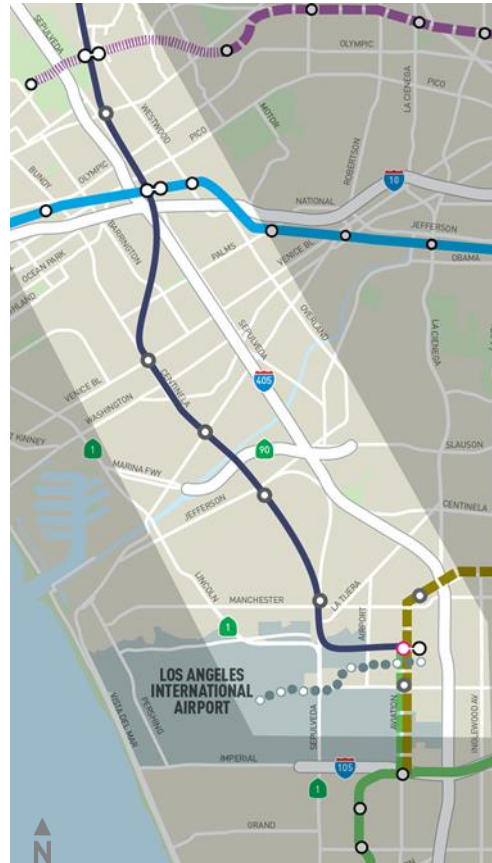 SEPULVEDA
OLYMPIC
PICO
LA CIENEGA
WESTWOOD
MOTOR
PICO
ROBERTSON
10
BUNDY
OLYMPIC
NATIONAL
BARRINGTON
JEFFERSON
OCEAN PARK
PALMS
VENICE BL
OBAMA
HLAND
OVERLAND
SEPULVEDA
LA CIENEGA
405
VENICE BL
CENTINELA
WASHINGTON
T KINNEY
1
90
SLAUSON
MARINA FWY
JEFFERSON
CENTINELA
LINCOLN
MANCHESTER
LA TIJERA
AIRPORT
1
LOS ANGELES
INTERNATIONAL
AIRPORT
PERSHING
VISTA DEL MAR
SEPULVEDA
AVIATION
INGLEWOOD AV
IMPERIAL
105
1
GRAND
N